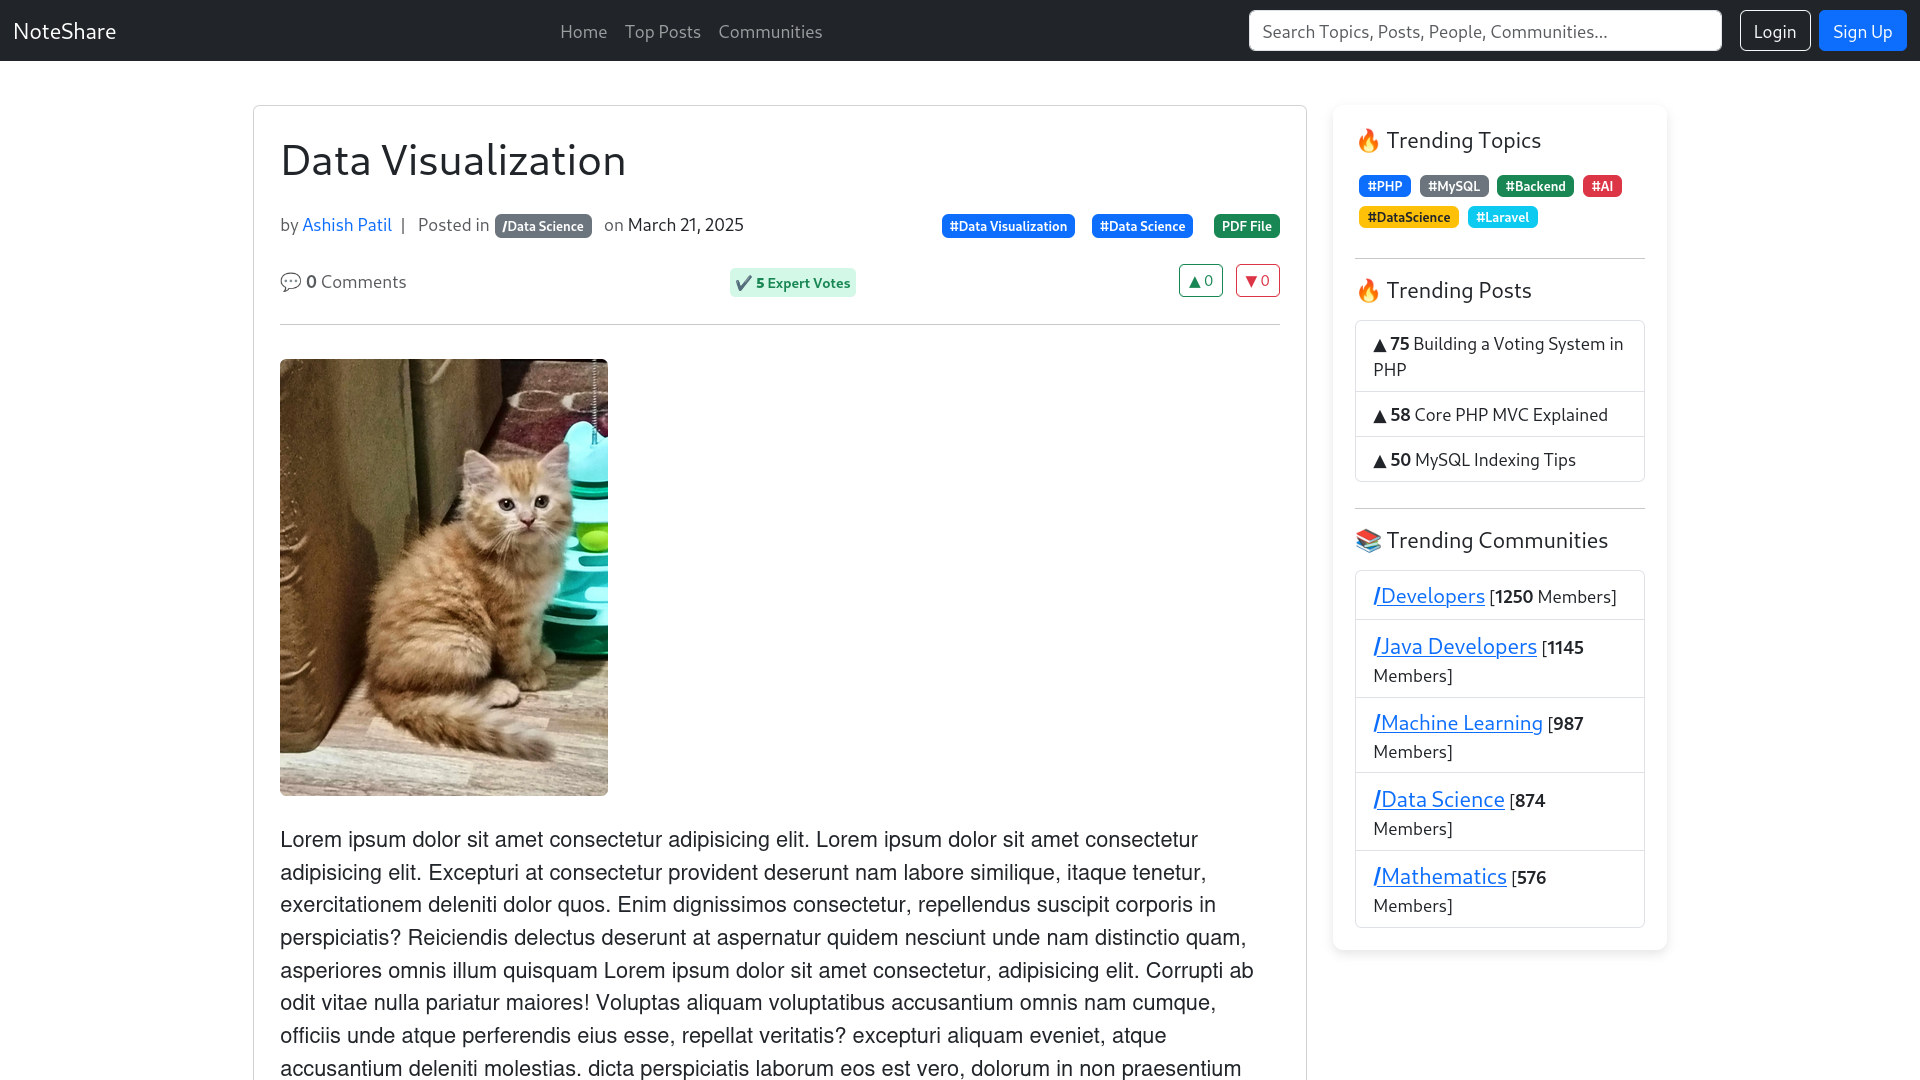 NoteShare Home Top Posts Communities Search Topics, Posts, People, Communities... Login Sign Up
Data Visualization
by Ashish Patil | Posted in /Data Science on March 21, 2025 #Data Visualization #Data Science PDF File
💬 0 Comments ✔ 5 Expert Votes ▲ 0 ▼ 0
Lorem ipsum dolor sit amet consectetur adipisicing elit. Lorem ipsum dolor sit amet consectetur
adipisicing elit. Excepturi at consectetur provident deserunt nam labore similique, itaque tenetur,
exercitationem deleniti dolor quos. Enim dignissimos consectetur, repellendus suscipit corporis in
perspiciatis? Reiciendis delectus deserunt at aspernatur quidem nesciunt unde nam distinctio quam,
asperiores omnis illum quisquam Lorem ipsum dolor sit amet consectetur, adipisicing elit. Corrupti ab
odit vitae nulla pariatur maiores! Voluptas aliquam voluptatibus accusantium omnis nam cumque,
officiis unde atque perferendis eius esse, repellat veritatis? excepturi aliquam eveniet, atque
accusantium deleniti molestias. dicta perspiciatis laborum eos est vero, dolorum in non praesentium
🔥 Trending Topics
#PHP #MySQL #Backend #AI
#DataScience #Laravel
🔥 Trending Posts
▲ 75 Building a Voting System in
PHP
▲ 58 Core PHP MVC Explained
▲ 50 MySQL Indexing Tips
📚 Trending Communities
/Developers [1250 Members]
/Java Developers [1145
Members]
/Machine Learning [987
Members]
/Data Science [874
Members]
/Mathematics [576
Members]